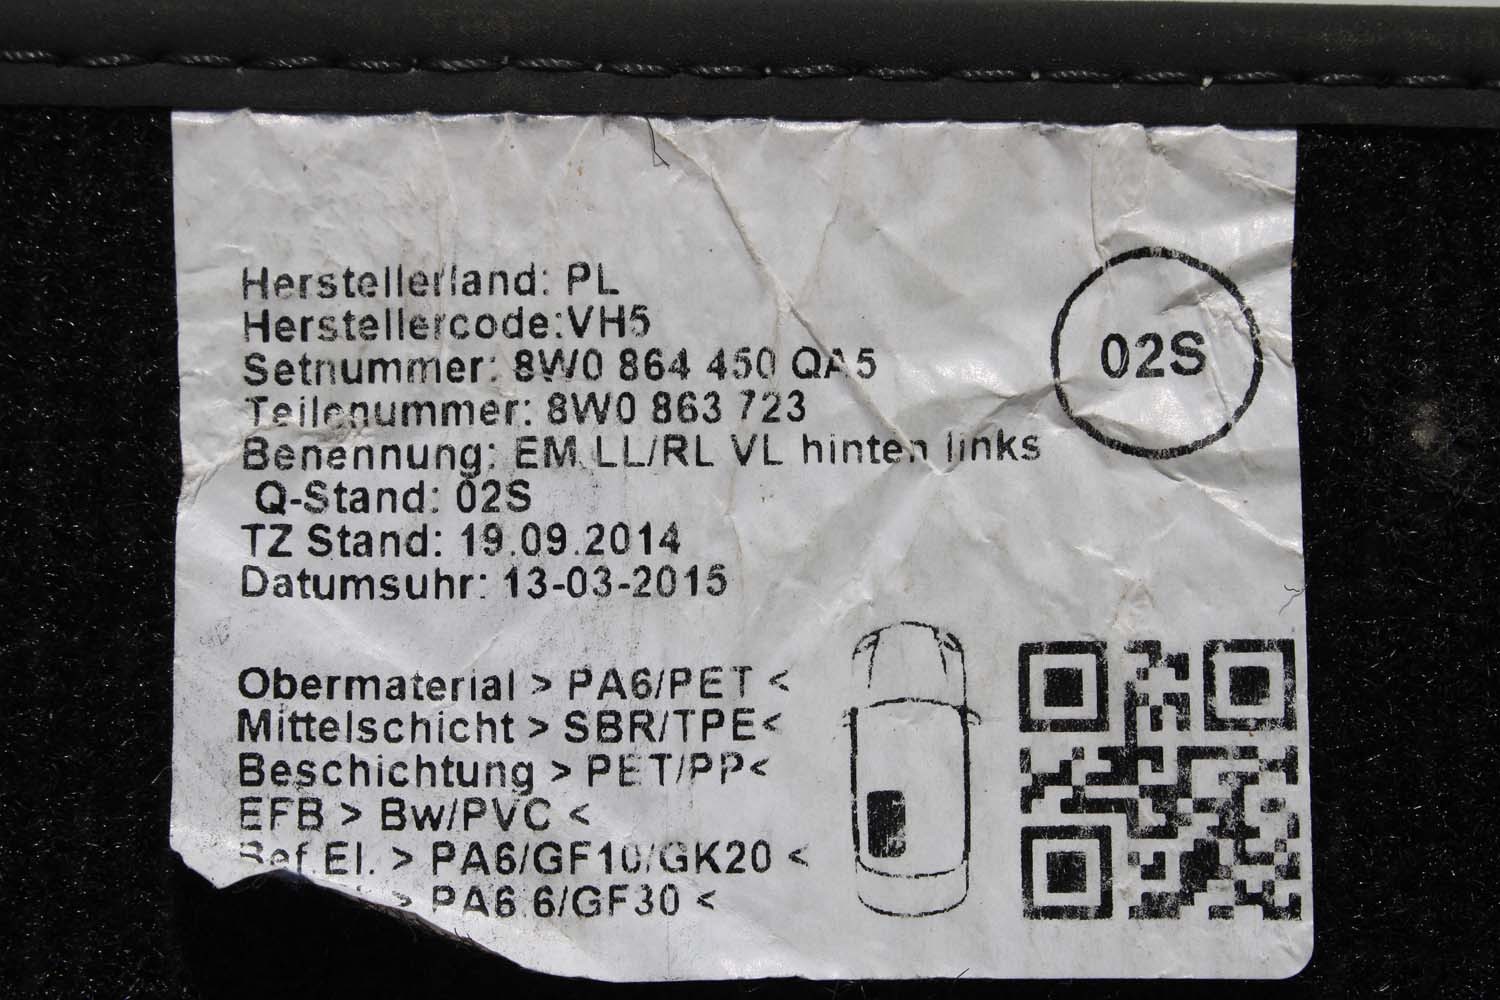 Herstellerland: PL
Herstellercode:VH5
Setnummer: 8W0 864 450 QA5
Teilenummer: 8W0 863 723
Benennung: EM LL/RL VL hinten links
Q-Stand: 02S
TZ Stand: 19.09.2014
Datumsuhr: 13-03-2015
02S
Obermaterial > PA6/PET <
Mittelschicht > SBR/TPE<
Beschichtung > PET/PP<
EFB > Bw/PVC <
Bef.El. > PA6/GF10/GK20 <
> PA6.6/GF30 <